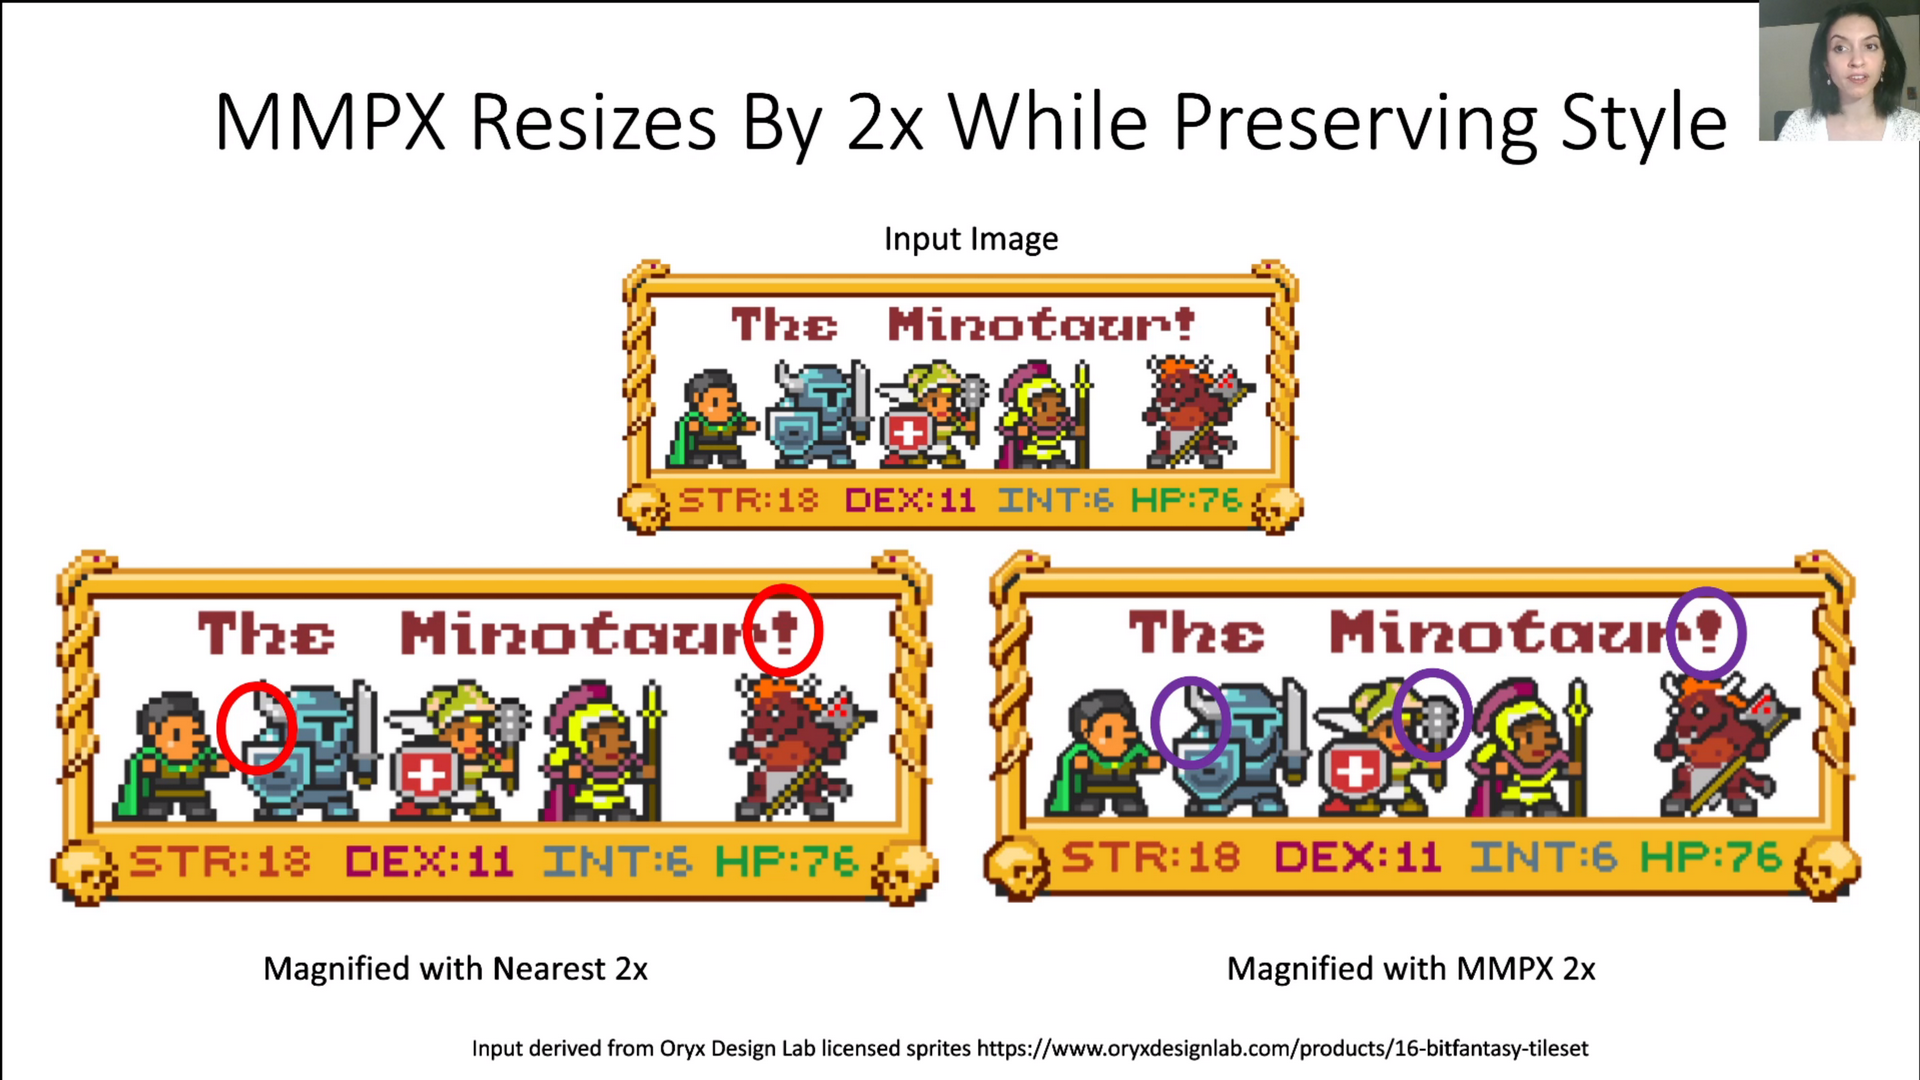 MMPX Resizes By 2x While Preserving Style
Input Image
The Minotaur!
STR:18 DEX:11 INT:6 HP:76
The Minotaur!
STR:18 DEX:11 INT:6 HP:76
The Minotaur!
STR:18 DEX:11 INT:6 HP:76
Magnified with Nearest 2x
Magnified with MMPX 2x
Input derived from Oryx Design Lab licensed sprites https://www.oryxdesignlab.com/products/16-bitfantasy-tileset